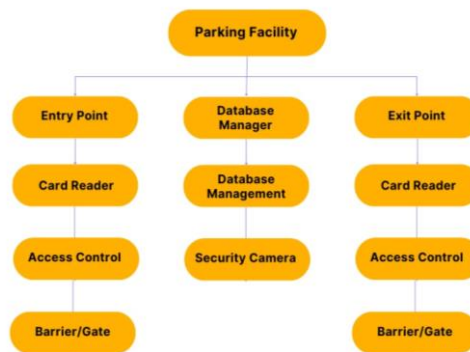 Parking Facility
Entry Point
Database
Manager
Exit Point
Card Reader
Database
Management
Card Reader
Access Control
Security Camera
Access Control
Barrier/Gate
Barrier/Gate